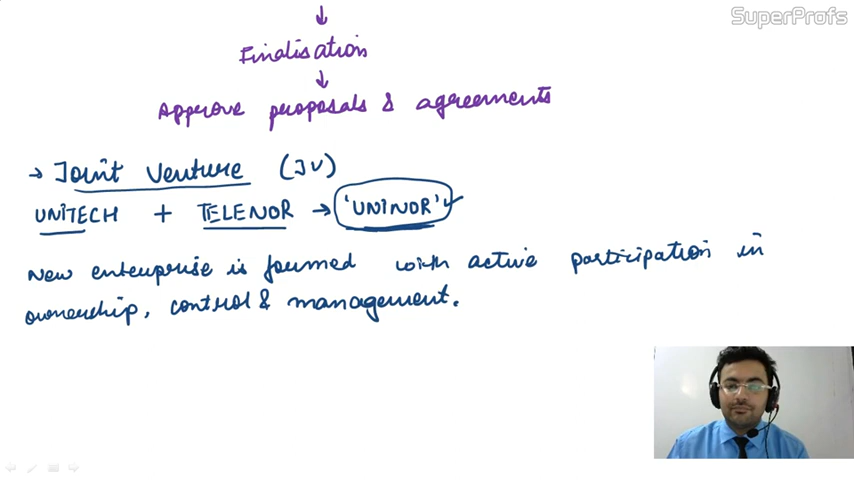 SuperProfs
↓
Finalisation
↓
Approve proposals & agreements
→ Joint Venture (JV)
UNITECH + TELENOR → 'UNINOR' ✓
New enterprise is formed with active participation in
ownership, control & management.